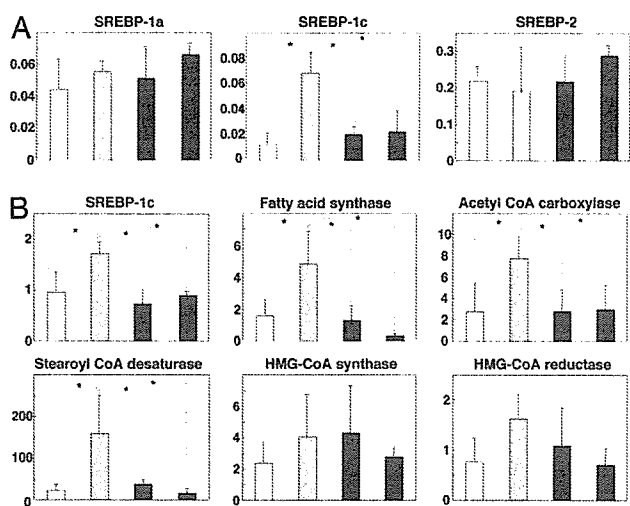 A
SREBP-1a SREBP-1c SREBP-2
0.06 0.04 0.02 0
0.08 0.06 0.04 0.02 0
0.3 0.2 0.1 0
* * *
B
SREBP-1c Fatty acid synthase Acetyl CoA carboxylase
2 1 0
6 4 2 0
10 8 6 4 2 0
* * *
* * *
* * *
Stearoyl CoA desaturase HMG-CoA synthase HMG-CoA reductase
200 100 0
6 4 2 0
2 1 0
* * *